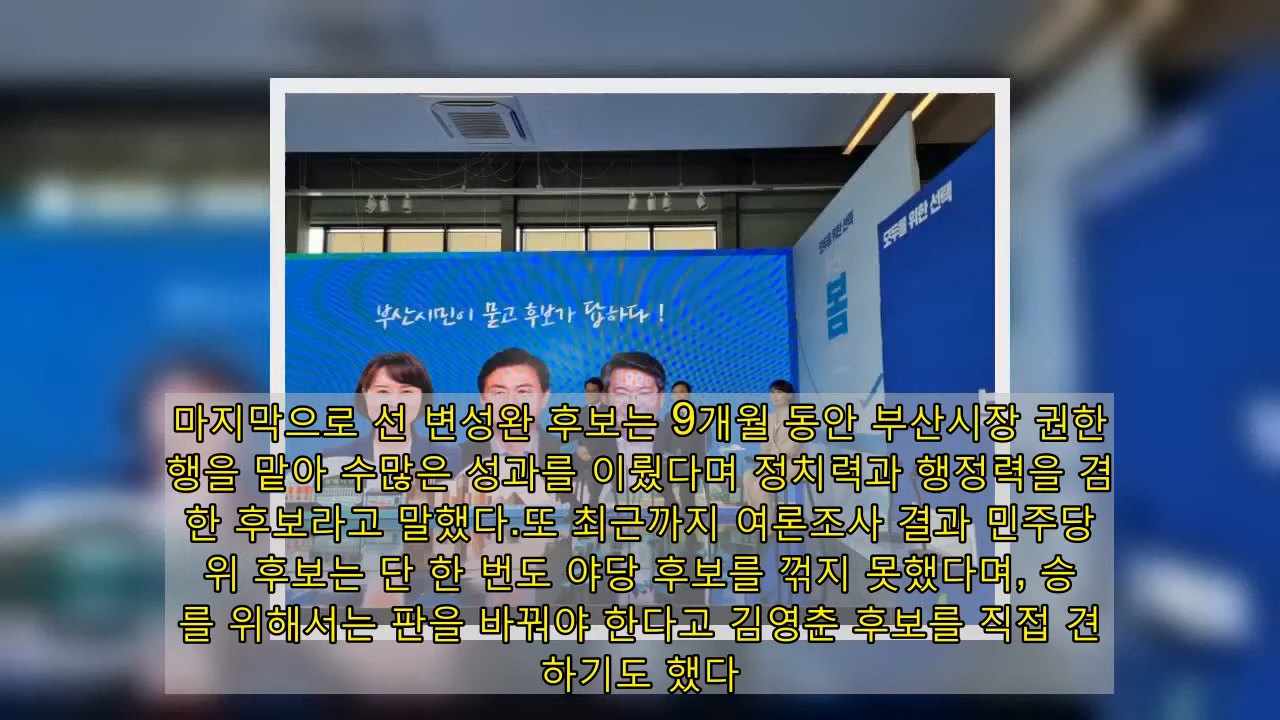 모두를 위한 선택
모두를 위한 선택
봄
부산시민이 묻고 후보가 답하다!
마지막으로 선 변성완 후보는 9개월 동안 부산시장 권한
행을 맡아 수많은 성과를 이뤘다며 정치력과 행정력을 겸
한 후보라고 말했다.또 최근까지 여론조사 결과 민주당
위 후보는 단 한 번도 야당 후보를 꺾지 못했다며, 승
를 위해서는 판을 바꿔야 한다고 김영춘 후보를 직접 견
하기도 했다